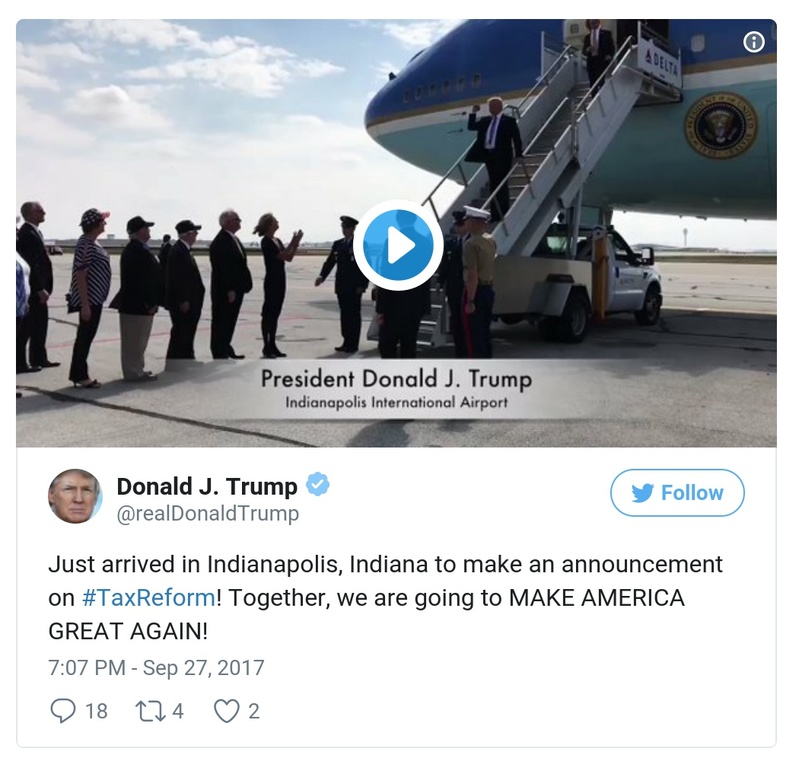 DELTA
President Donald J. Trump
Indianapolis International Airport
Donald J. Trump
@realDonaldTrump
Follow
Just arrived in Indianapolis, Indiana to make an announcement
on #TaxReform! Together, we are going to MAKE AMERICA
GREAT AGAIN!
7:07 PM - Sep 27, 2017
18 4 2